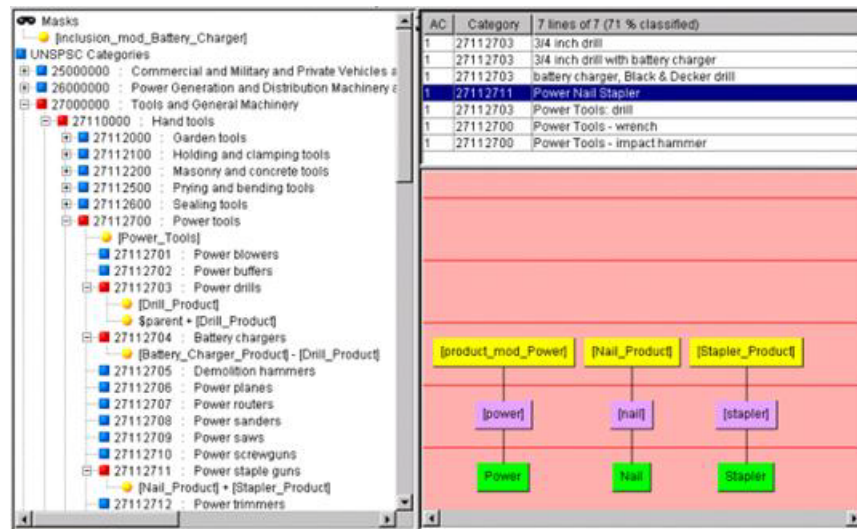 Masks
[inclusion_mod_Battery_Charger]
UNSPSC Categories
25000000 : Commercial and Military and Private Vehicles a
26000000 : Power Generation and Distribution Machinery a
27000000 : Tools and General Machinery
27110000 : Hand tools
27112000 : Garden tools
27112100 : Holding and clamping tools
27112200 : Masonry and concrete tools
27112500 : Prying and bending tools
27112600 : Sealing tools
27112700 : Power tools
[Power_Tools]
27112701 : Power blowers
27112702 : Power buffers
27112703 : Power drills
[Drill_Product]
$parent + [Drill_Product]
27112704 : Battery chargers
[Battery_Charger_Product] - [Drill_Product]
27112705 : Demolition hammers
27112706 : Power planes
27112707 : Power routers
27112708 : Power sanders
27112709 : Power saws
27112710 : Power screwguns
27112711 : Power staple guns
[Nail_Product] + [Stapler_Product]
27112712 : Power trimmers
AC Category 7 lines of 7 (71 % classified)
1 27112703 3/4 inch drill
1 27112703 3/4 inch drill with battery charger
1 27112703 battery charger, Black & Decker drill
1 27112711 Power Nail Stapler
1 27112703 Power Tools: drill
1 27112700 Power Tools - wrench
1 27112700 Power Tools - impact hammer
[product_mod_Power] [Nail_Product] [Stapler_Product]
[power] [nail] [stapler]
Power Nail Stapler